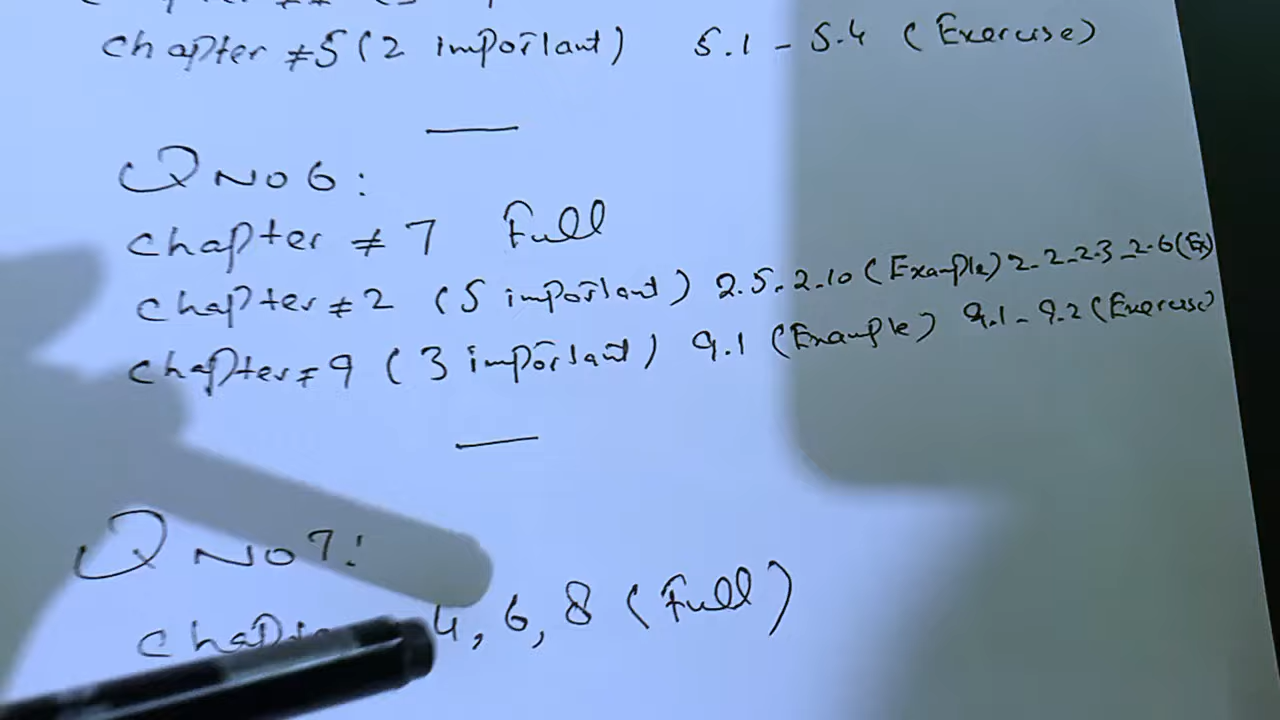 chapter #5 (2 important) 5.1 - 5.4 (Exercise)
Q No 6:
chapter #7 Full
chapter #2 (5 important) 2.5, 2.10 (Example) 2.2 - 2.3 - 2.6 (Ex)
chapter #9 (3 important) 9.1 (Example) 9.1 - 9.2 (Exercise)
Q No 7:
4, 6, 8 (Full)